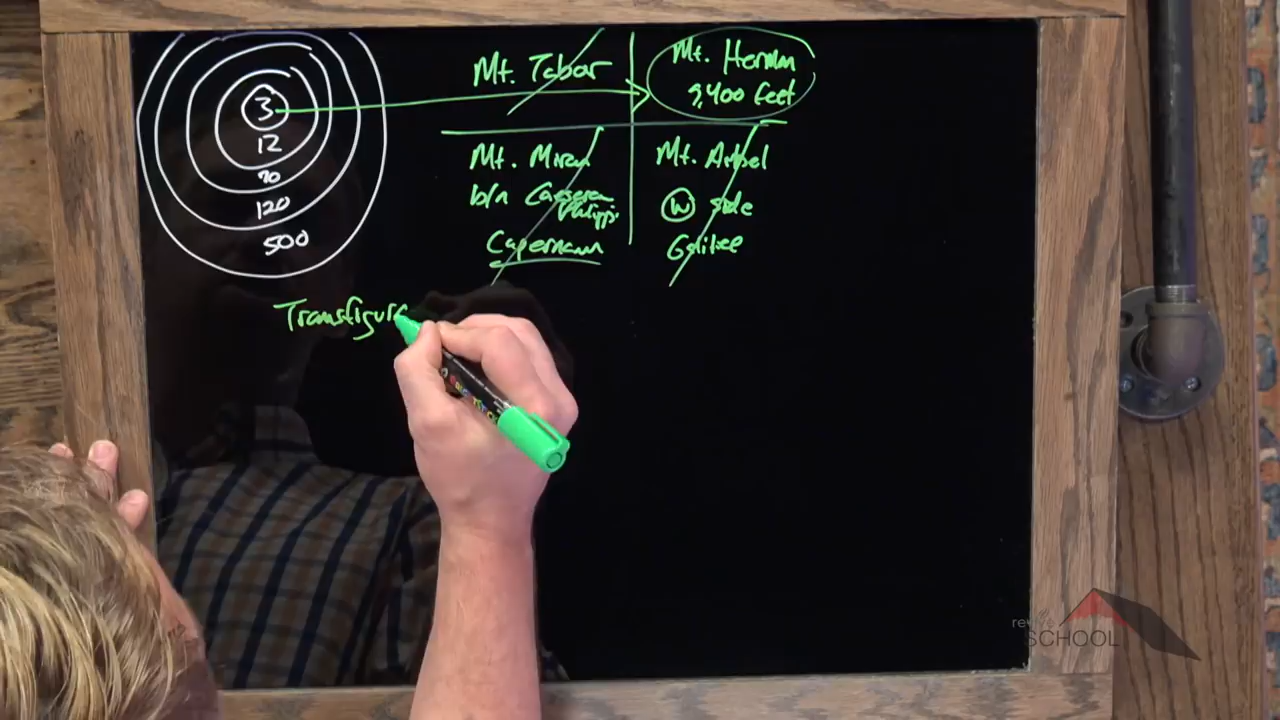 3
12
70
120
500
Mt. Tabor
Mt. Hermon
9,400 feet
Mt. Miron
b/n Caesarea
Philippi
Capernaum
Mt. Arbel
W side
Galilee
Transfigura
revive
SCHOOL